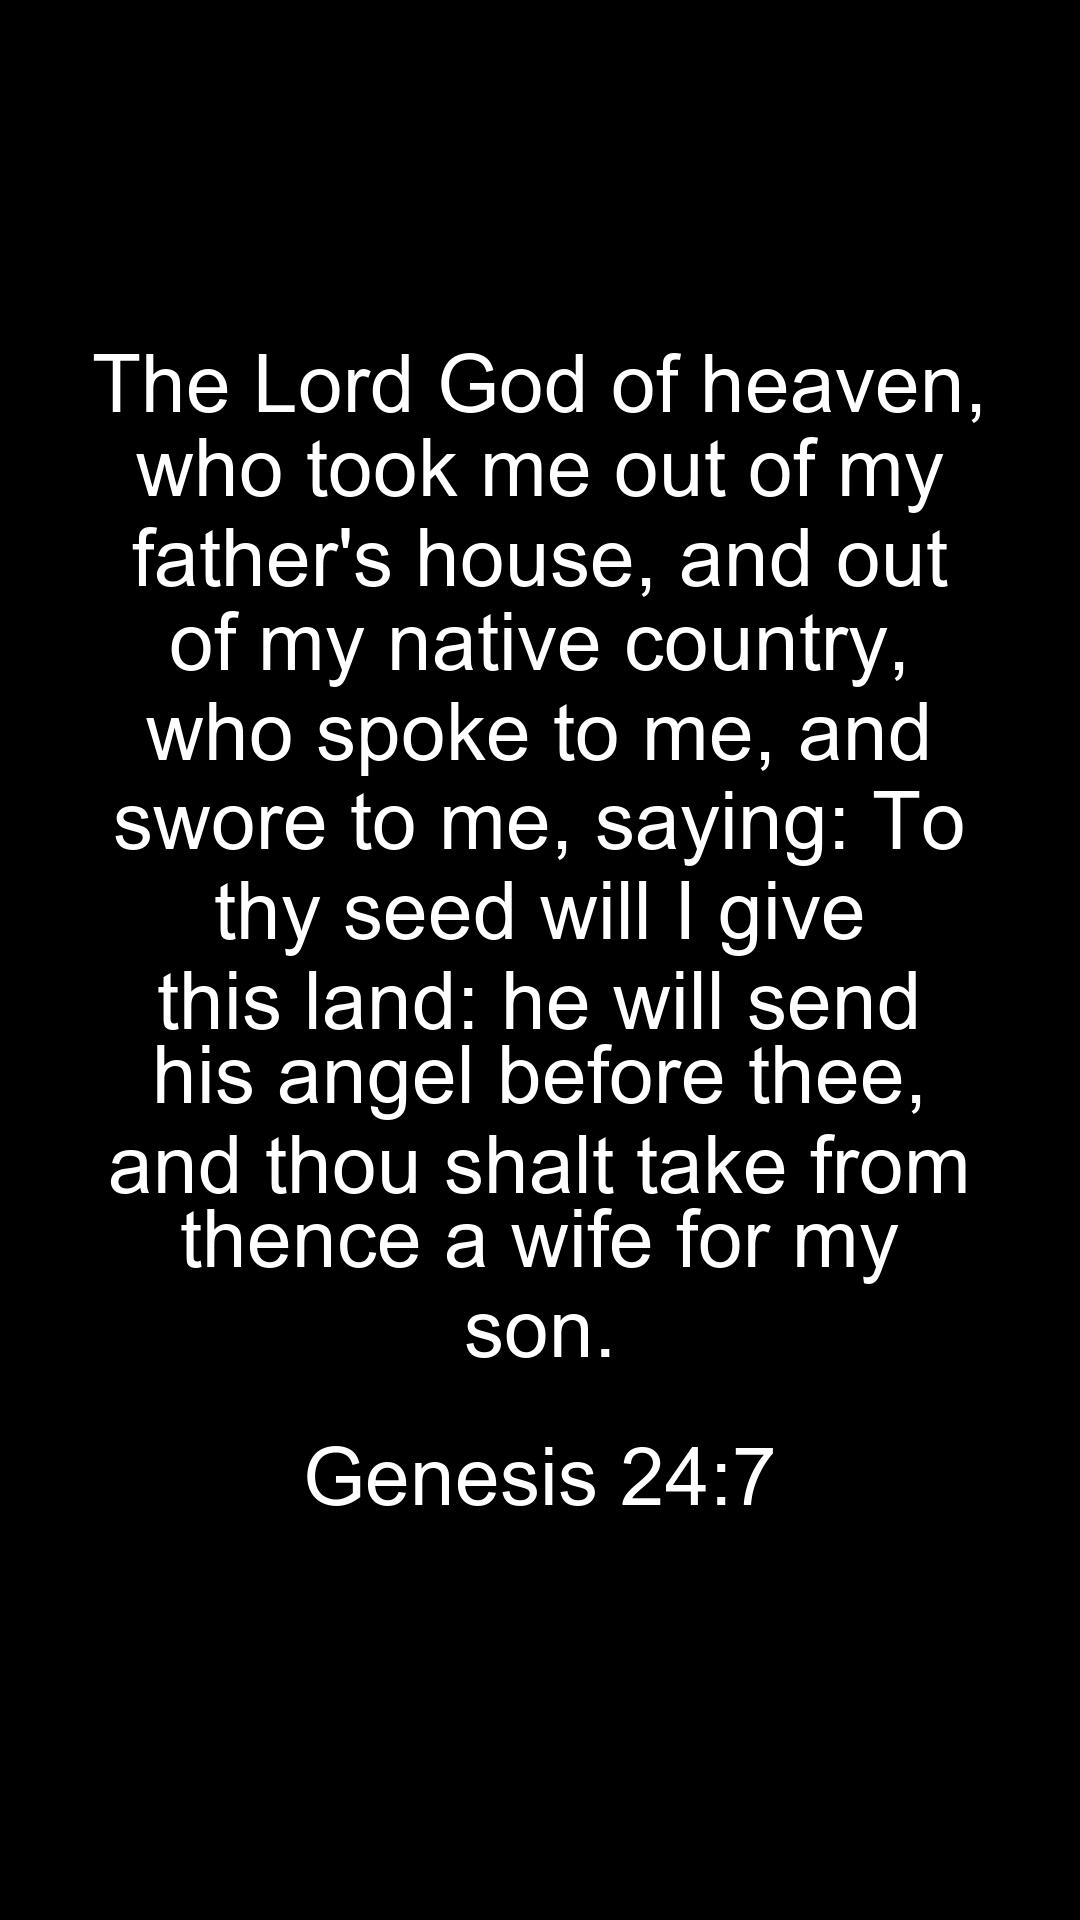 The Lord God of heaven,
who took me out of my
father's house, and out
of my native country,
who spoke to me, and
swore to me, saying: To
thy seed will I give
this land: he will send
his angel before thee,
and thou shalt take from
thence a wife for my
son.
Genesis 24:7